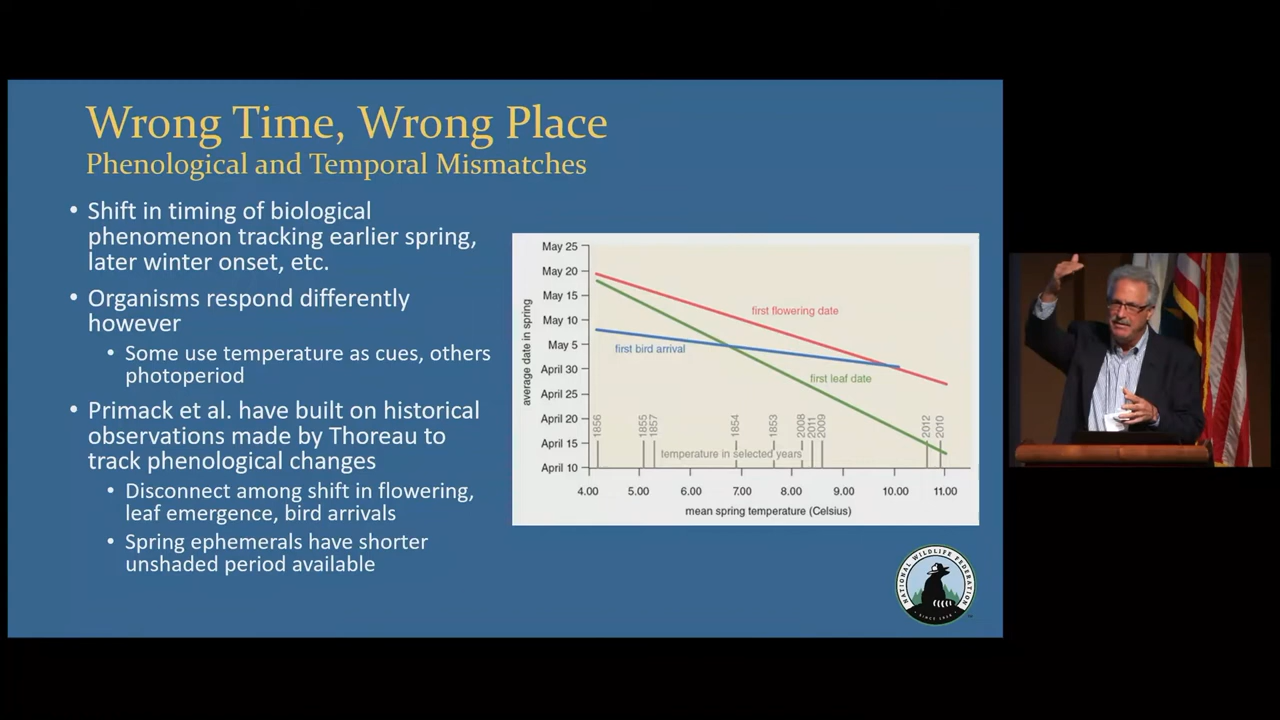 Wrong Time, Wrong Place
Phenological and Temporal Mismatches
• Shift in timing of biological
phenomenon tracking earlier spring,
later winter onset, etc.
• Organisms respond differently
however
• Some use temperature as cues, others
photoperiod
• Primack et al. have built on historical
observations made by Thoreau to
track phenological changes
• Disconnect among shift in flowering,
leaf emergence, bird arrivals
• Spring ephemerals have shorter
unshaded period available
average date in spring
May 25
May 20
May 15
May 10
May 5
April 30
April 25
April 20
April 15
April 10
first flowering date
first bird arrival
first leaf date
1856
1855
1857
1854
1853
2008
2011
2009
2012
2010
temperature in selected years
4.00 5.00 6.00 7.00 8.00 9.00 10.00 11.00
mean spring temperature (Celsius)
NATIONAL WILDLIFE FEDERATION